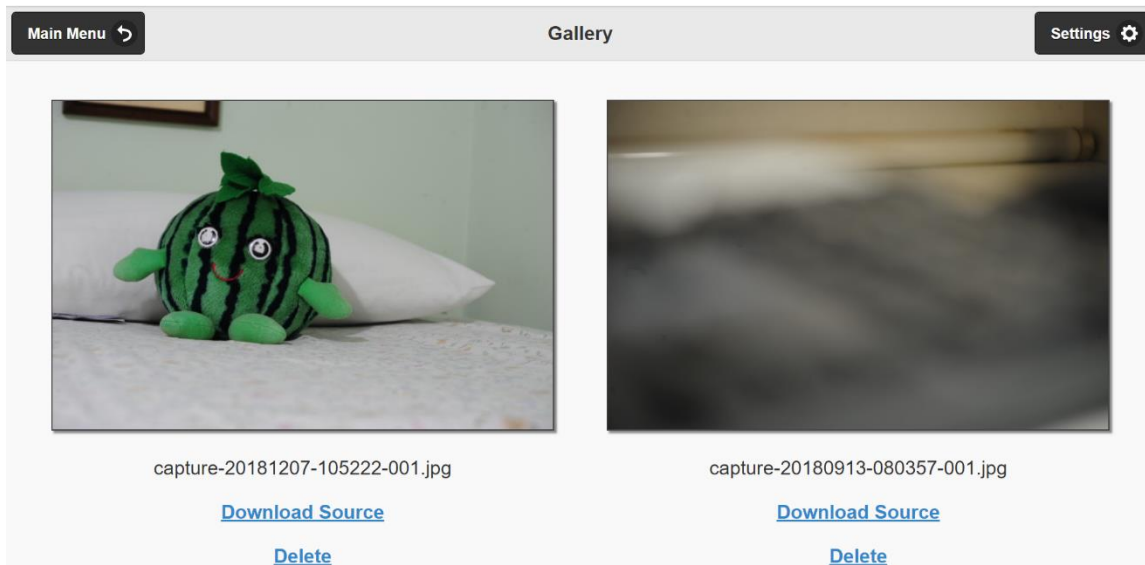 Main Menu
Gallery
Settings
capture-20181207-105222-001.jpg
capture-20180913-080357-001.jpg
Download Source
Download Source
Delete
Delete